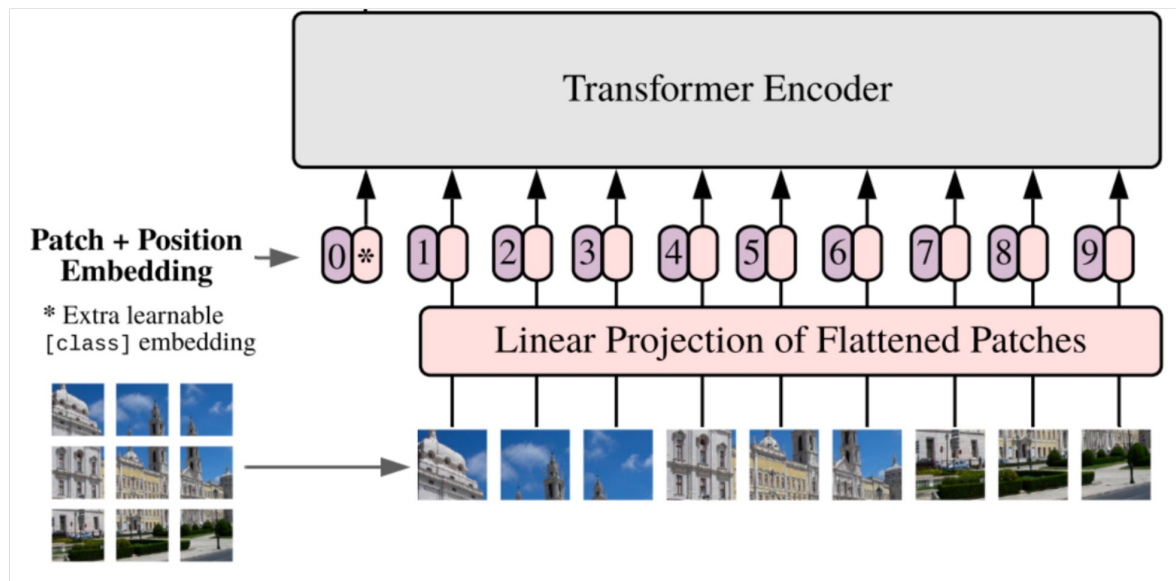 Transformer Encoder
Patch + Position
Embedding
0 * 1 2 3 4 5 6 7 8 9
* Extra learnable
[class] embedding
Linear Projection of Flattened Patches